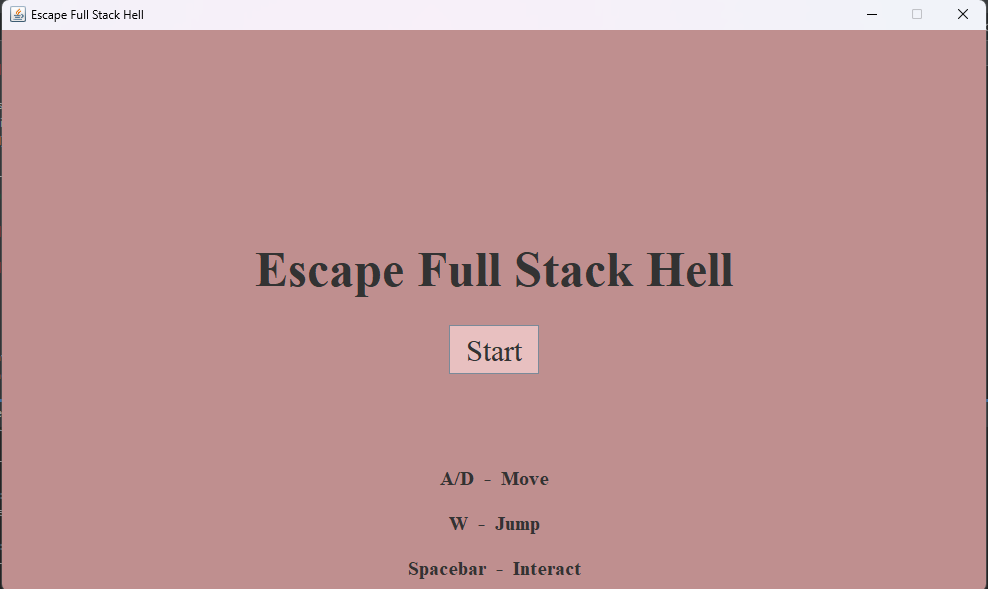 Escape Full Stack Hell
Escape Full Stack Hell
Start
A/D - Move
W - Jump
Spacebar - Interact